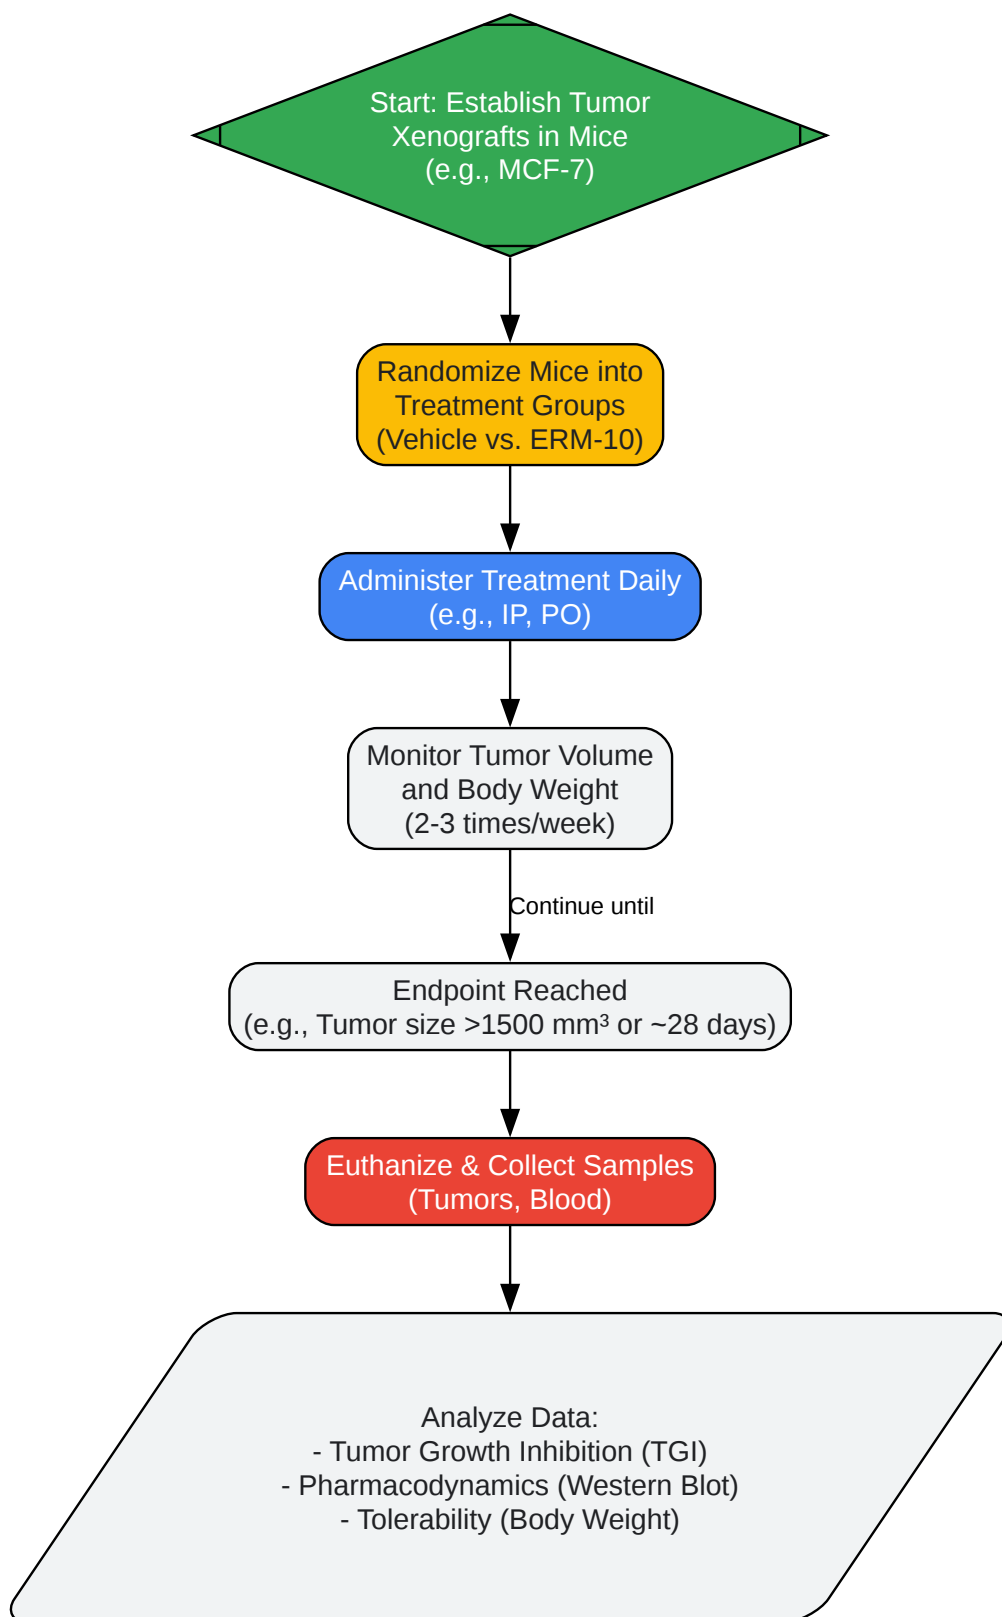 Start: Establish Tumor
Xenografts in Mice
(e.g., MCF-7)
Randomize Mice into
Treatment Groups
(Vehicle vs. ERM-10)
Administer Treatment Daily
(e.g., IP, PO)
Monitor Tumor Volume
and Body Weight
(2-3 times/week)
Continue until
Endpoint Reached
(e.g., Tumor size >1500 mm³ or ~28 days)
Euthanize & Collect Samples
(Tumors, Blood)
Analyze Data:
- Tumor Growth Inhibition (TGI)
- Pharmacodynamics (Western Blot)
- Tolerability (Body Weight)